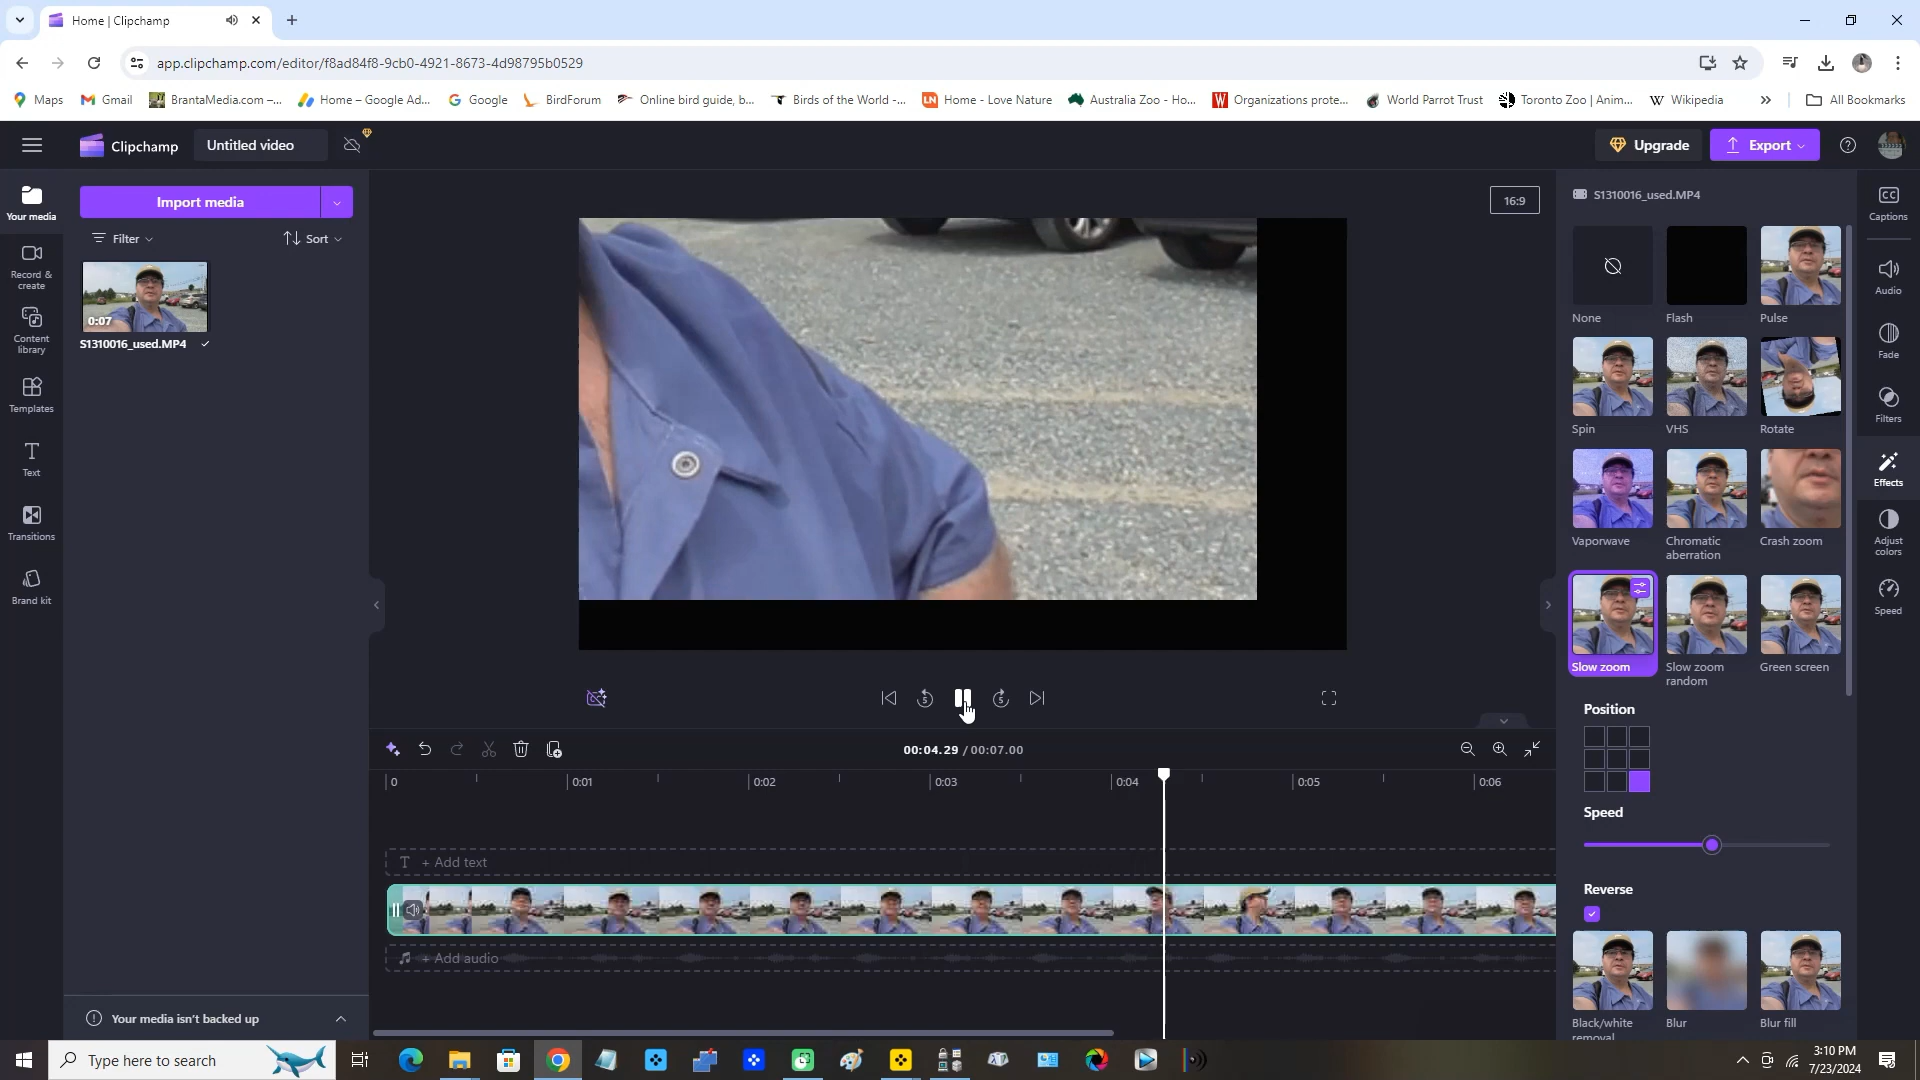 Home | Clipchamp
app.clipchamp.com/editor/f8ad84f8-9cb0-4921-8673-4d98795b0529
Maps
Gmail
BrantaMedia.com –...
Home – Google Ad...
Google
BirdForum
Online bird guide, b...
Birds of the World -...
Home - Love Nature
Australia Zoo - Ho...
Organizations prote...
World Parrot Trust
Toronto Zoo | Anim...
Wikipedia
All Bookmarks
Clipchamp
Untitled video
Upgrade
Export
Your media
Record &
create
Content
library
Templates
Text
Transitions
Brand kit
Import media
Filter
Sort
0:07
S1310016_used.MP4
Your media isn't backed up
16:9
00:04.29 / 00:07.00
0
0:01
0:02
0:03
0:04
0:05
0:06
T + Add text
+ Add audio
S1310016_used.MP4
None
Flash
Pulse
Spin
VHS
Rotate
Vaporwave
Chromatic
aberration
Crash zoom
Slow zoom
Slow zoom
random
Green screen
Position
Speed
Reverse
Black/white
removal
Blur
Blur fill
CC
Captions
Audio
Fade
Filters
Effects
Adjust
colors
Speed
Type here to search
3:10 PM
7/23/2024